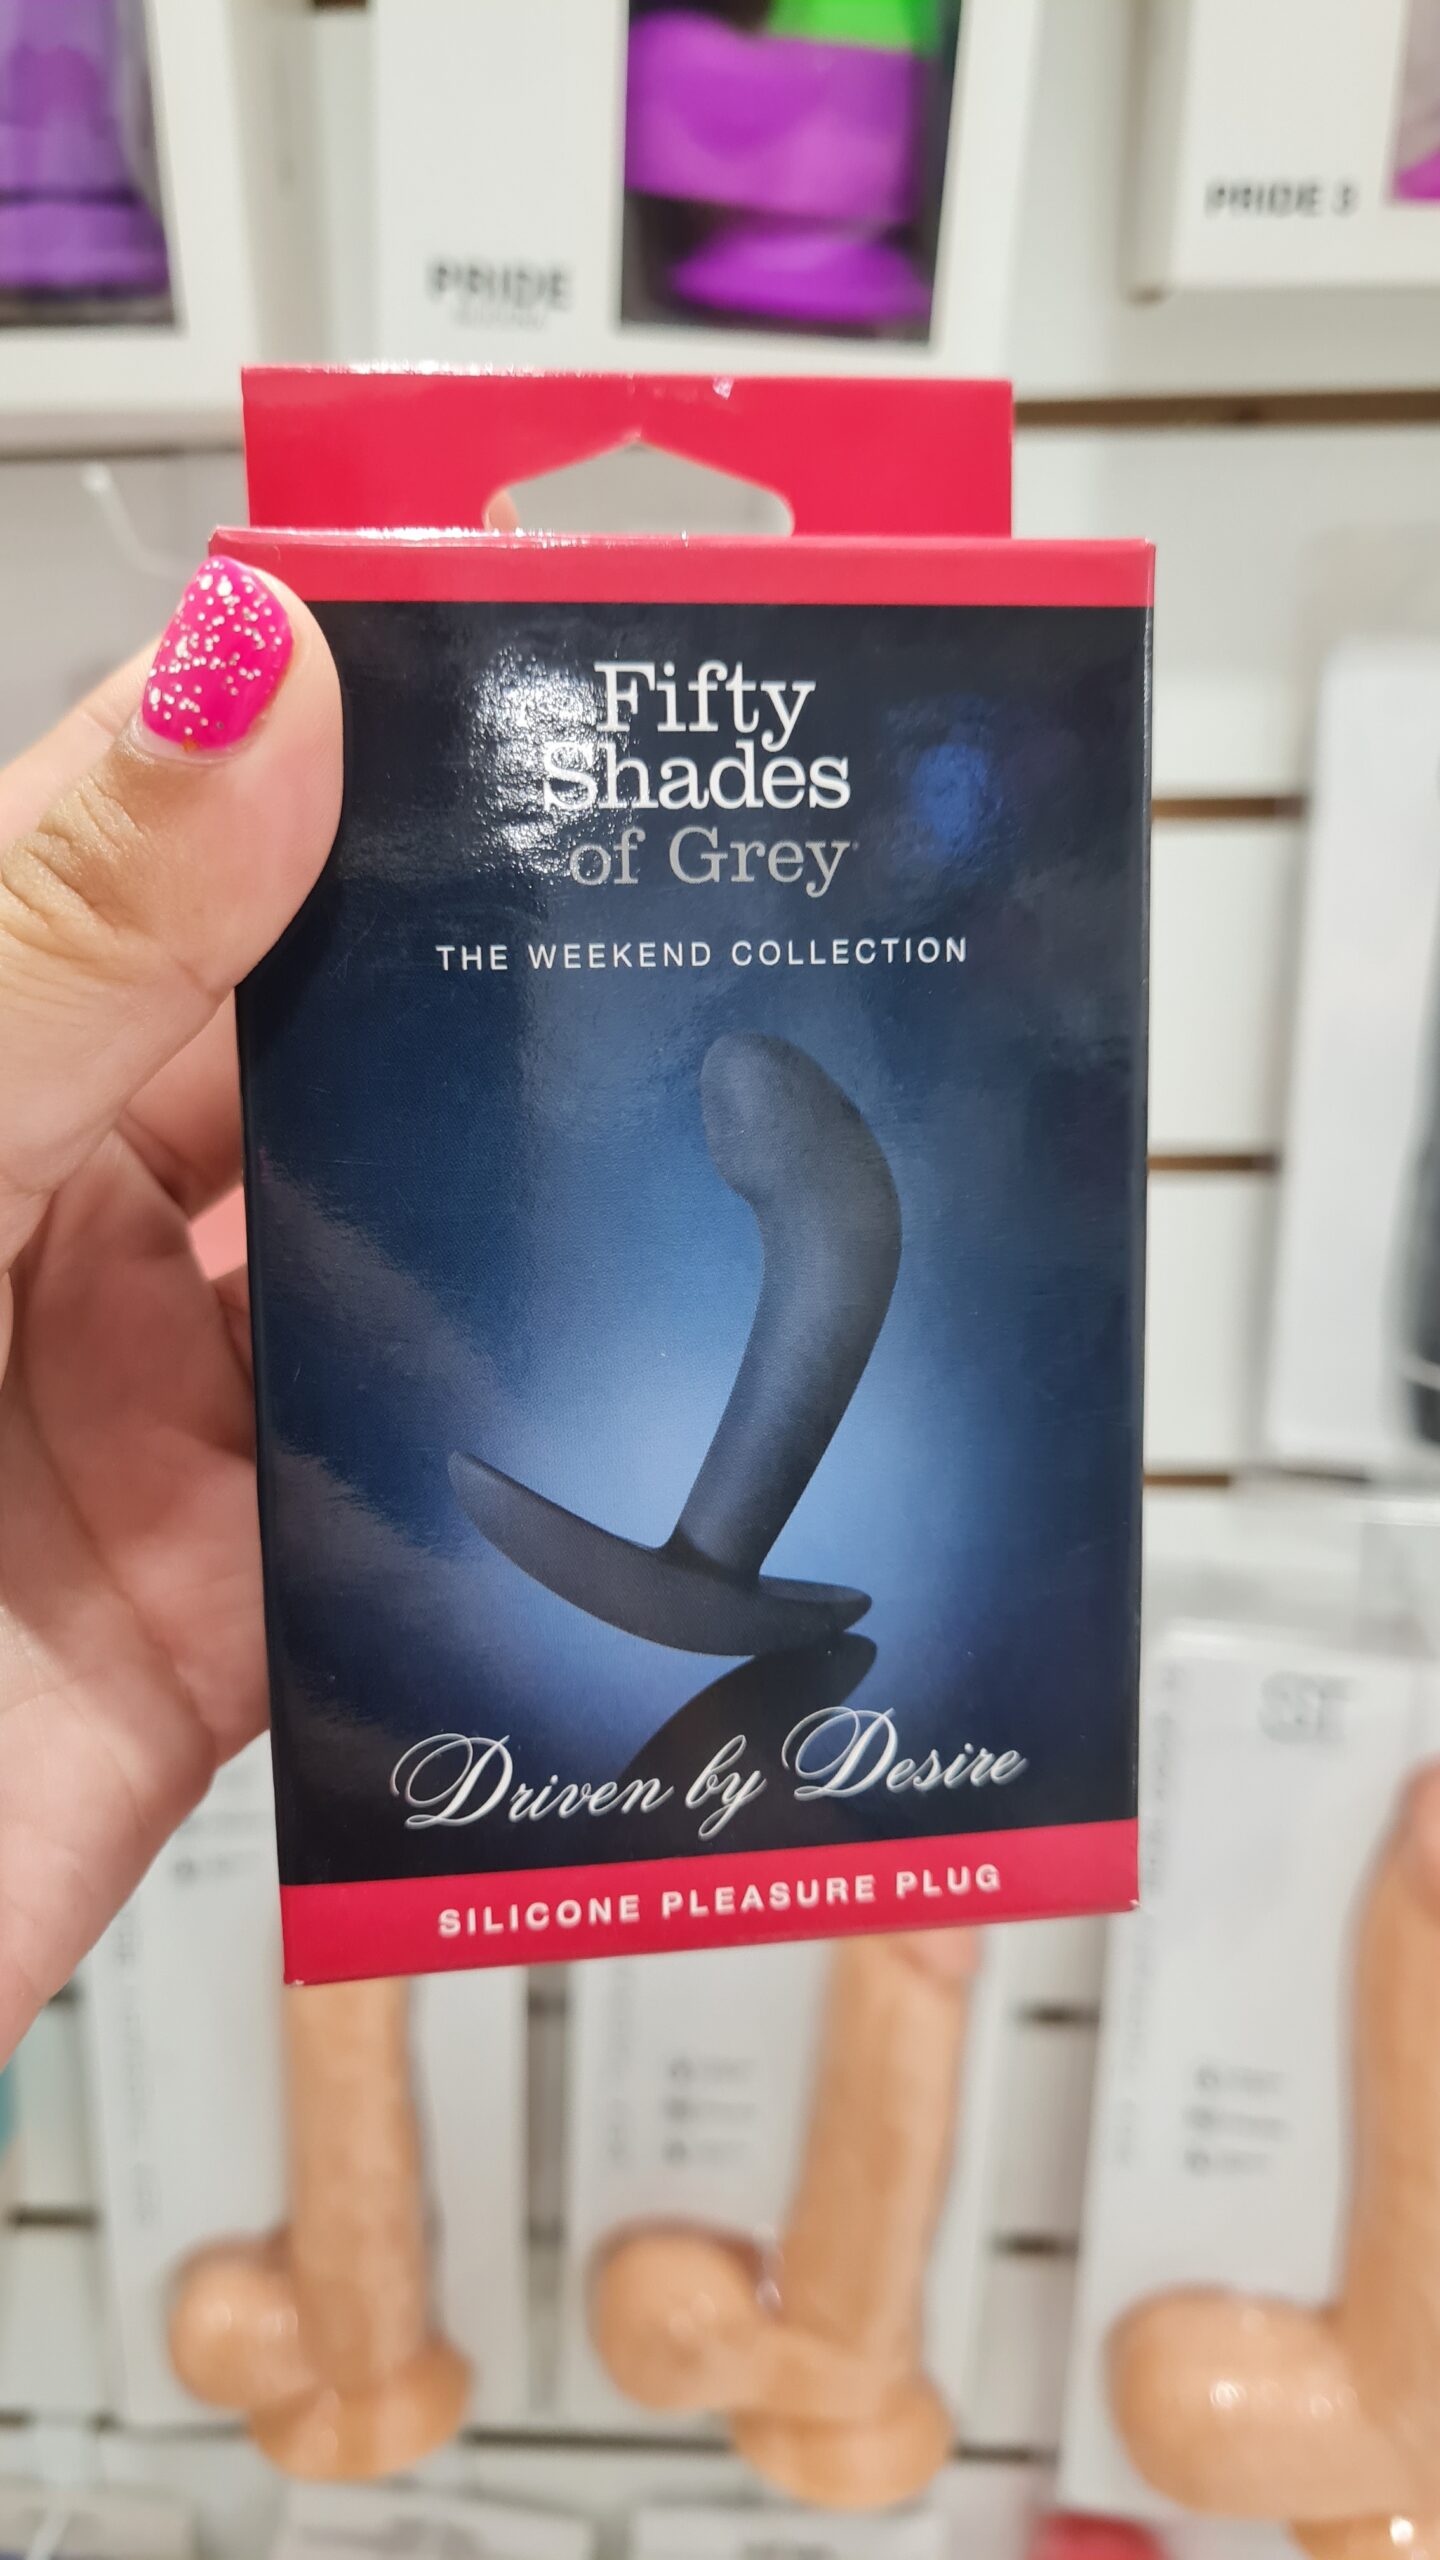 PRIDE
PRIDE 3
Fifty
Shades
of Grey
THE WEEKEND COLLECTION
Driven by Desire
SILICONE PLEASURE PLUG